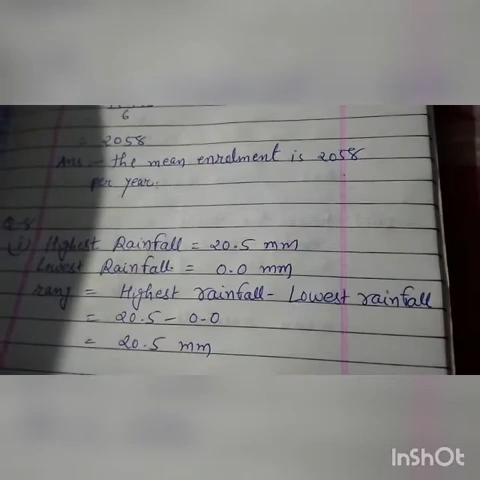 6
= 2058
Ans - the mean enrolment is 2058
per year.
Q-8
(i) Highest Rainfall = 20.5 mm
Lowest Rainfall = 0.0 mm
rang = Highest rainfall - Lowest rainfall
= 20.5 - 0.0
= 20.5 mm
InShOt